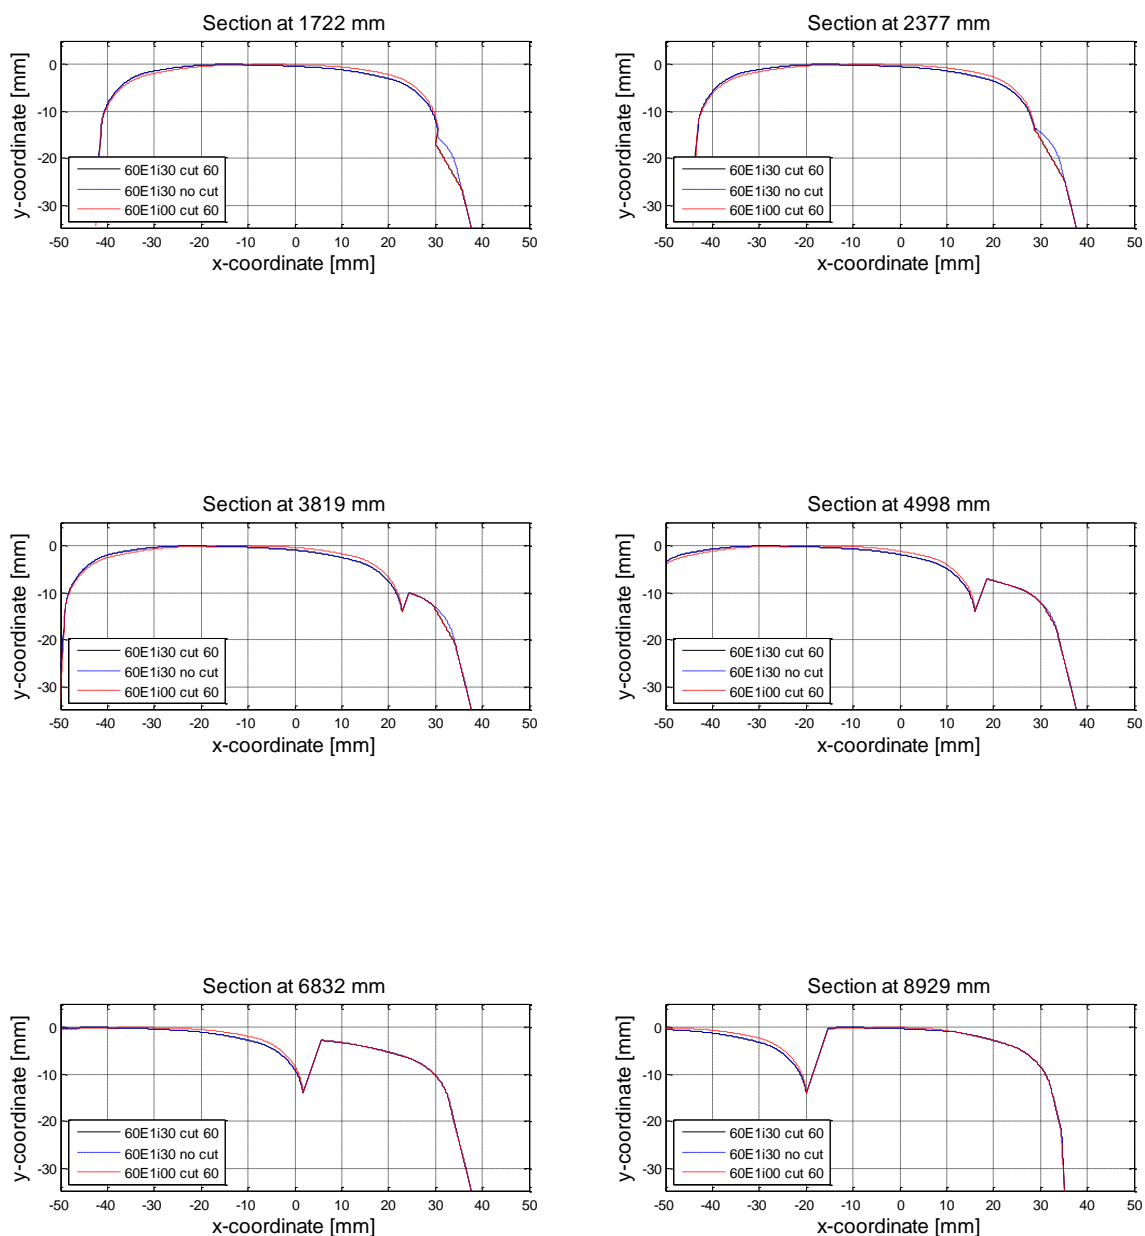 Section at 1722 mm
0
-10
-20
-30
y-coordinate [mm]
60E1i30 cut 60
60E1i30 no cut
60E1i00 cut 60
-50 -40 -30 -20 -10 0 10 20 30 40 50
x-coordinate [mm]
Section at 2377 mm
0
-10
-20
-30
y-coordinate [mm]
60E1i30 cut 60
60E1i30 no cut
60E1i00 cut 60
-50 -40 -30 -20 -10 0 10 20 30 40 50
x-coordinate [mm]
Section at 3819 mm
0
-10
-20
-30
y-coordinate [mm]
60E1i30 cut 60
60E1i30 no cut
60E1i00 cut 60
-50 -40 -30 -20 -10 0 10 20 30 40 50
x-coordinate [mm]
Section at 4998 mm
0
-10
-20
-30
y-coordinate [mm]
60E1i30 cut 60
60E1i30 no cut
60E1i00 cut 60
-50 -40 -30 -20 -10 0 10 20 30 40 50
x-coordinate [mm]
Section at 6832 mm
0
-10
-20
-30
y-coordinate [mm]
60E1i30 cut 60
60E1i30 no cut
60E1i00 cut 60
-50 -40 -30 -20 -10 0 10 20 30 40 50
x-coordinate [mm]
Section at 8929 mm
0
-10
-20
-30
y-coordinate [mm]
60E1i30 cut 60
60E1i30 no cut
60E1i00 cut 60
-50 -40 -30 -20 -10 0 10 20 30 40 50
x-coordinate [mm]